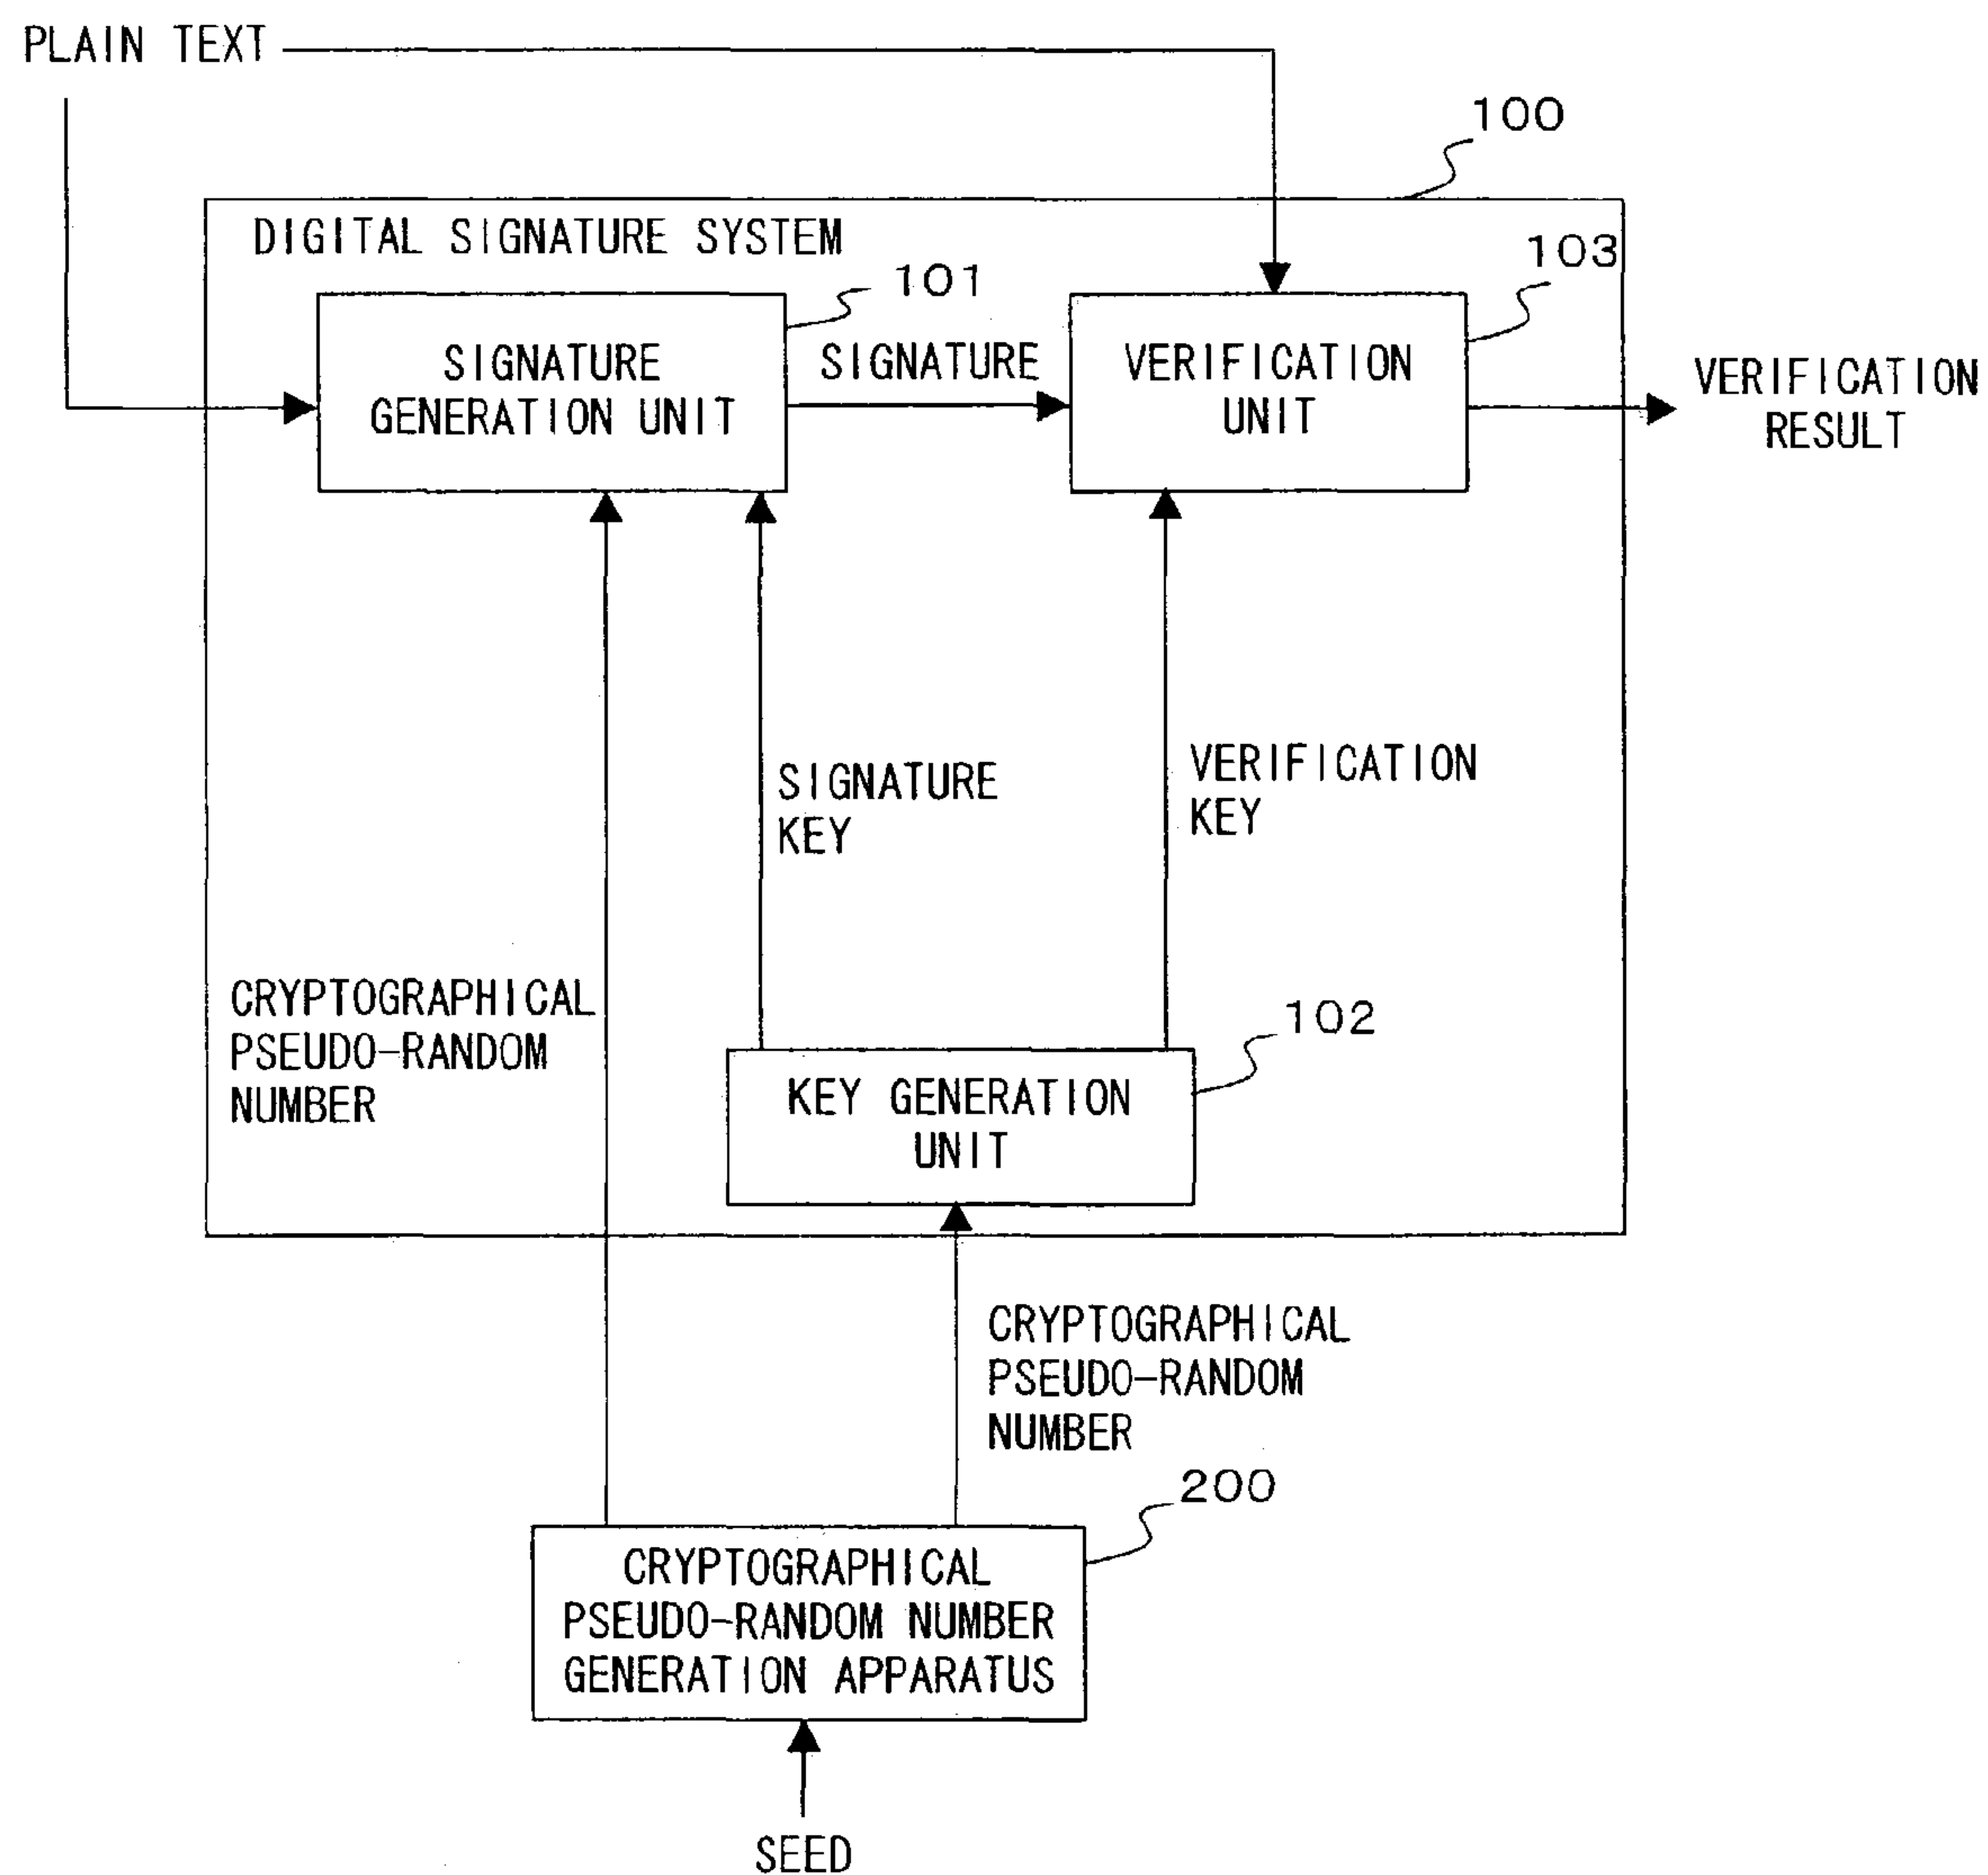 PLAIN TEXT
100
DIGITAL SIGNATURE SYSTEM
101
103
SIGNATURE
GENERATION UNIT
SIGNATURE
VERIFICATION
UNIT
VERIFICATION
RESULT
SIGNATURE
KEY
VERIFICATION
KEY
CRYPTOGRAPHICAL
PSEUDO-RANDOM
NUMBER
102
KEY GENERATION
UNIT
CRYPTOGRAPHICAL
PSEUDO-RANDOM
NUMBER
200
CRYPTOGRAPHICAL
PSEUDO-RANDOM NUMBER
GENERATION APPARATUS
SEED